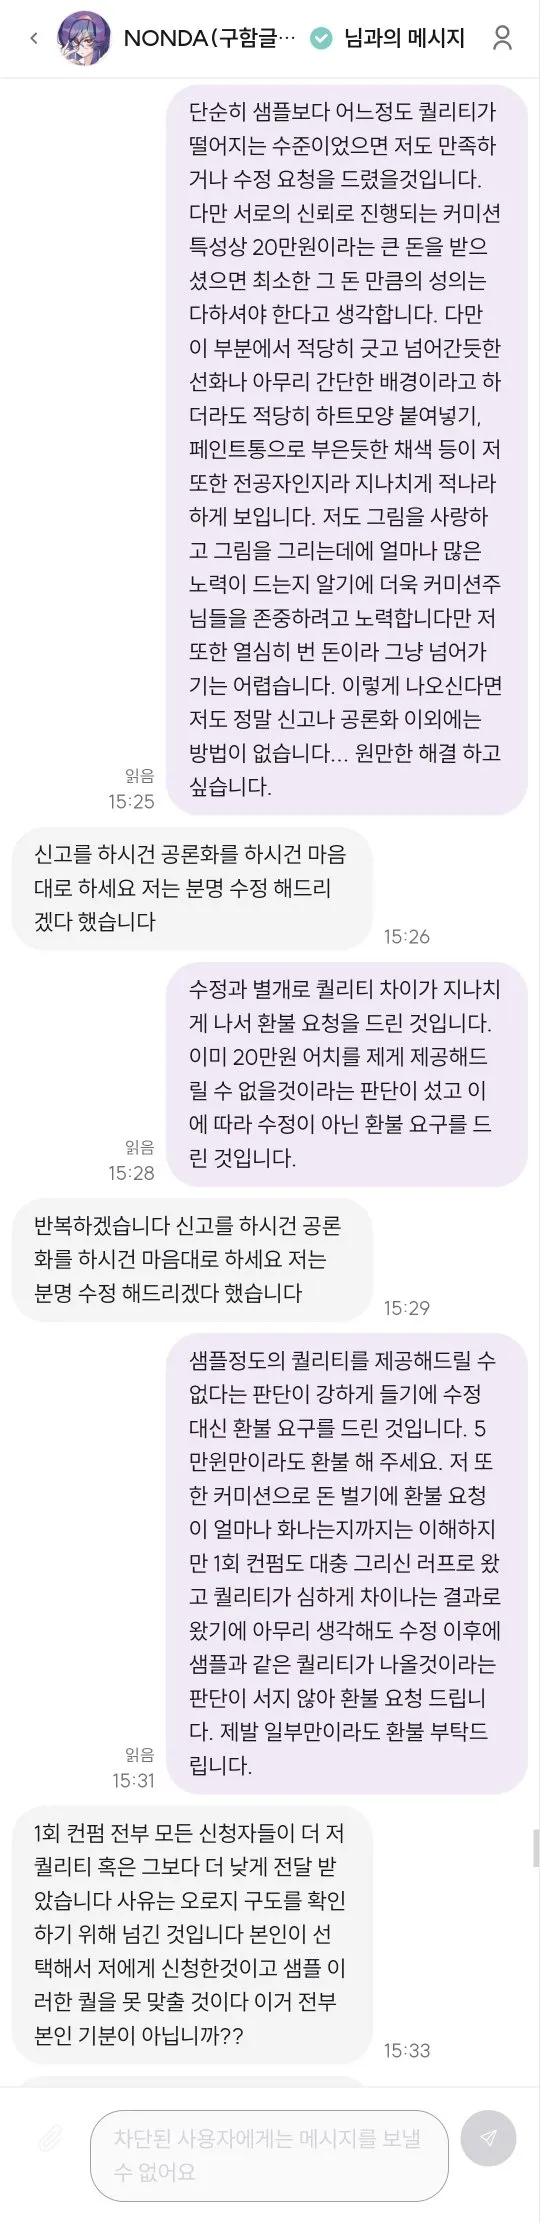 NONDA(구함글… 님과의 메시지
단순히 샘플보다 어느정도 퀄리티가
떨어지는 수준이었으면 저도 만족하
거나 수정 요청을 드렸을것입니다.
다만 서로의 신뢰로 진행되는 커미션
특성상 20만원이라는 큰 돈을 받으
셨으면 최소한 그 돈 만큼의 성의는
다하셔야 한다고 생각합니다. 다만
이 부분에서 적당히 긋고 넘어간듯한
선화나 아무리 간단한 배경이라고 하
더라도 적당히 하트모양 붙여넣기,
페인트통으로 부은듯한 채색 등이 저
또한 전공자인지라 지나치게 적나라
하게 보입니다. 저도 그림을 사랑하
고 그림을 그리는데에 얼마나 많은
노력이 드는지 알기에 더욱 커미션주
님들을 존중하려고 노력합니다만 저
또한 열심히 번 돈이라 그냥 넘어가
기는 어렵습니다. 이렇게 나오신다면
저도 정말 신고나 공론화 이외에는
방법이 없습니다... 원만한 해결 하고
싶습니다.
읽음
15:25
신고를 하시건 공론화를 하시건 마음
대로 하세요 저는 분명 수정 해드리
겠다 했습니다
15:26
수정과 별개로 퀄리티 차이가 지나치
게 나서 환불 요청을 드린 것입니다.
이미 20만원 어치를 제게 제공해드
릴 수 없을것이라는 판단이 섰고 이
에 따라 수정이 아닌 환불 요구를 드
린 것입니다.
읽음
15:28
반복하겠습니다 신고를 하시건 공론
화를 하시건 마음대로 하세요 저는
분명 수정 해드리겠다 했습니다
15:29
샘플정도의 퀄리티를 제공해드릴 수
없다는 판단이 강하게 들기에 수정
대신 환불 요구를 드린 것입니다. 5
만윈만이라도 환불 해 주세요. 저 또
한 커미션으로 돈 벌기에 환불 요청
이 얼마나 화나는지까지는 이해하지
만 1회 컨펌도 대충 그리신 러프로 왔
고 퀄리티가 심하게 차이나는 결과로
왔기에 아무리 생각해도 수정 이후에
샘플과 같은 퀄리티가 나올것이라는
판단이 서지 않아 환불 요청 드립니
다. 제발 일부만이라도 환불 부탁드
립니다.
읽음
15:31
1회 컨펌 전부 모든 신청자들이 더 저
퀄리티 혹은 그보다 더 낮게 전달 받
았습니다 사유는 오로지 구도를 확인
하기 위해 넘긴 것입니다 본인이 선
택해서 저에게 신청한것이고 샘플 이
러한 퀄을 못 맞출 것이다 이거 전부
본인 기분이 아닙니까??
15:33
차단된 사용자에게는 메시지를 보낼
수 없어요